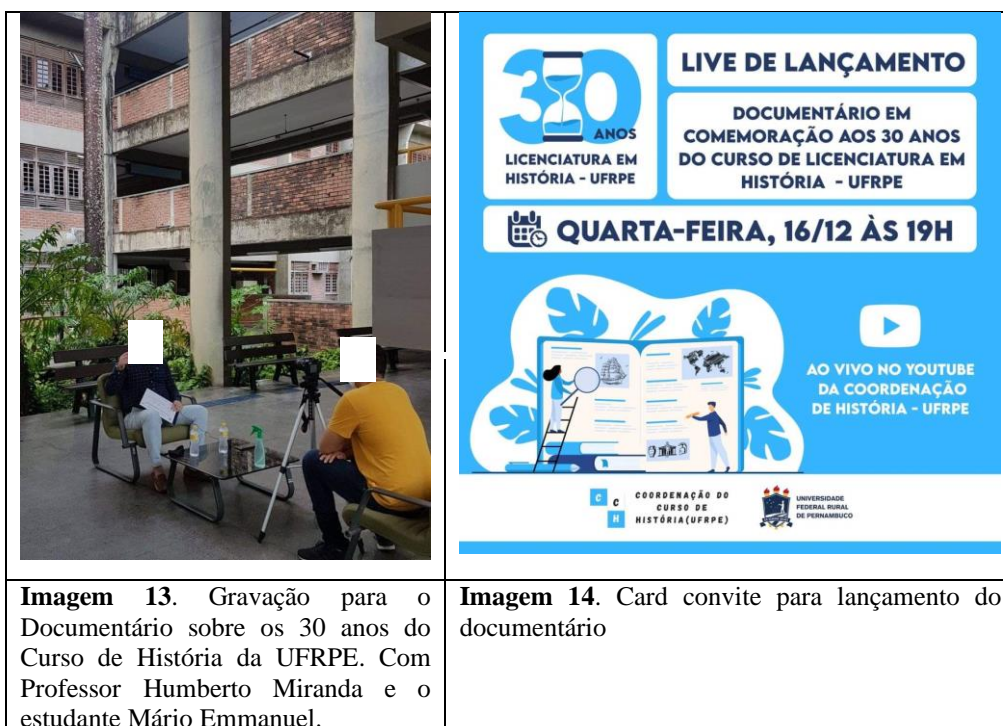 30
ANOS
LICENCIATURA EM
HISTÓRIA - UFRPE
LIVE DE LANÇAMENTO
DOCUMENTÁRIO EM
COMEMORAÇÃO AOS 30 ANOS
DO CURSO DE LICENCIATURA EM
HISTÓRIA - UFRPE
QUARTA-FEIRA, 16/12 ÀS 19H
AO VIVO NO YOUTUBE
DA COORDENAÇÃO
DE HISTÓRIA - UFRPE
C C
H
COORDENAÇÃO DO
CURSO DE
HISTÓRIA(UFRPE)
UNIVERSIDADE
FEDERAL RURAL
DE PERNAMBUCO
Imagem 13. Gravação para o
Documentário sobre os 30 anos do
Curso de História da UFRPE. Com
Professor Humberto Miranda e o
estudante Mário Emmanuel.
Imagem 14. Card convite para lançamento do
documentário